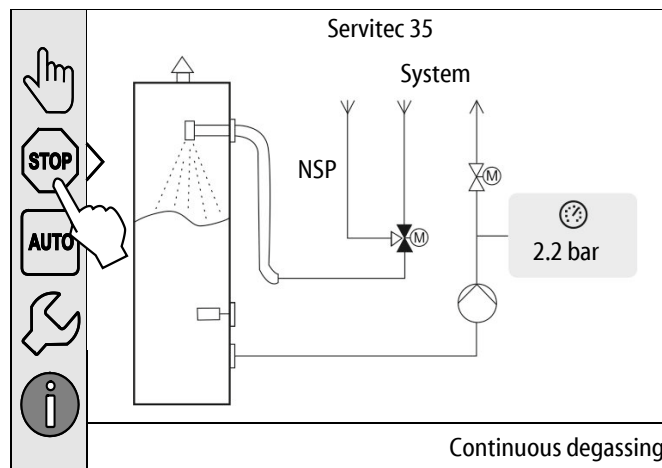 Servitec 35
System
STOP
NSP
M
AUTO
M
2.2 bar
i
Continuous degassing